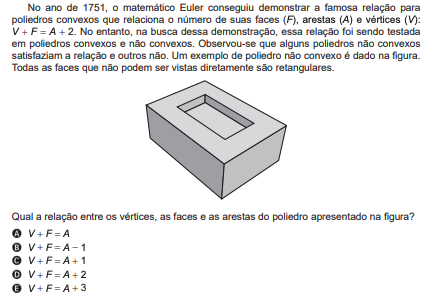 No ano de 1751, o matemático Euler conseguiu demonstrar a famosa relação para
poliedros convexos que relaciona o número de suas faces (F), arestas (A) e vértices (V):
V + F = A + 2. No entanto, na busca dessa demonstração, essa relação foi sendo testada
em poliedros convexos e não convexos. Observou-se que alguns poliedros não convexos
satisfaziam a relação e outros não. Um exemplo de poliedro não convexo é dado na figura.
Todas as faces que não podem ser vistas diretamente são retangulares.
Qual a relação entre os vértices, as faces e as arestas do poliedro apresentado na figura?
A V + F = A
B V + F = A − 1
C V + F = A + 1
D V + F = A + 2
E V + F = A + 3